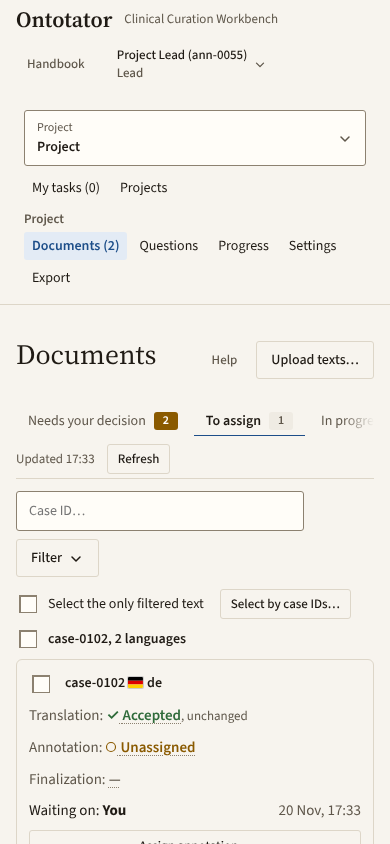 Ontotator Clinical Curation Workbench
Handbook
Project Lead (ann-0055)
Lead
Project
Project
My tasks (0) Projects
Project
Documents (2) Questions Progress Settings
Export
Documents Help Upload texts…
Needs your decision 2 To assign 1 In progre
Updated 17:33 Refresh
Case ID…
Filter
Select the only filtered text Select by case IDs…
case-0102, 2 languages
case-0102 de
Translation: Accepted, unchanged
Annotation: Unassigned
Finalization: —
Waiting on: You 20 Nov, 17:33
Assign annotation…